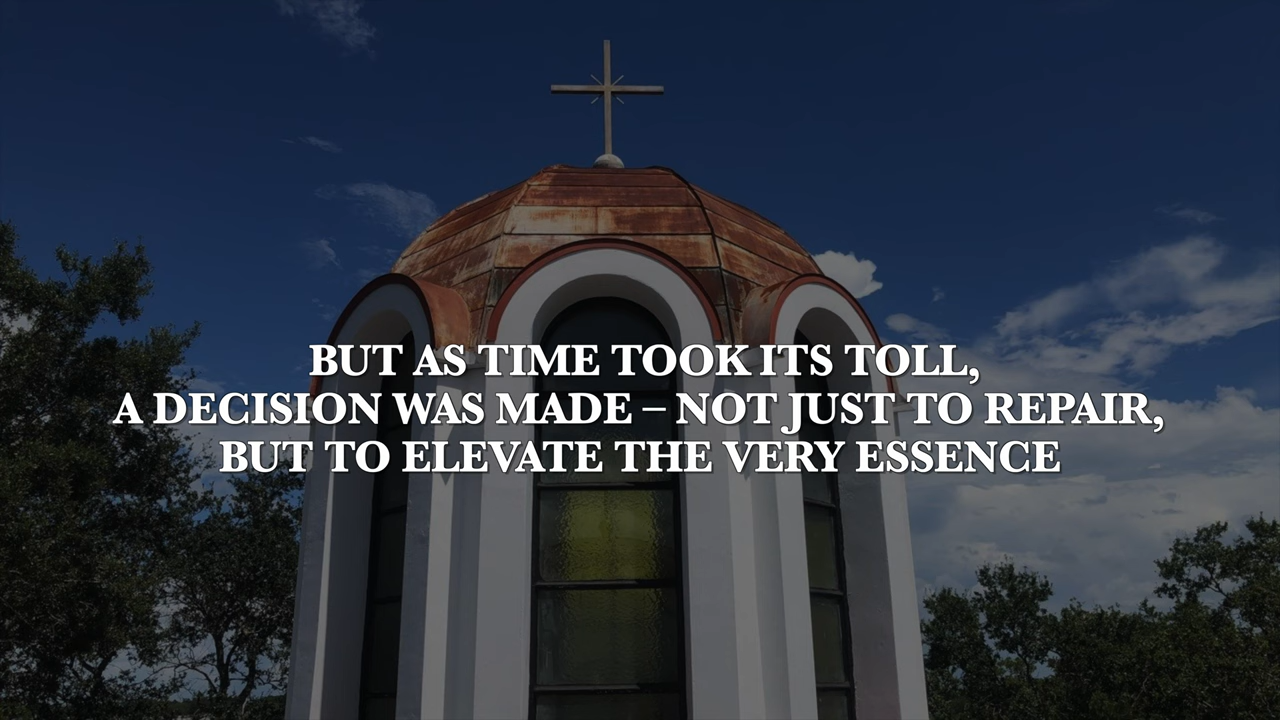 BUT AS TIME TOOK ITS TOLL,
A DECISION WAS MADE – NOT JUST TO REPAIR,
BUT TO ELEVATE THE VERY ESSENCE